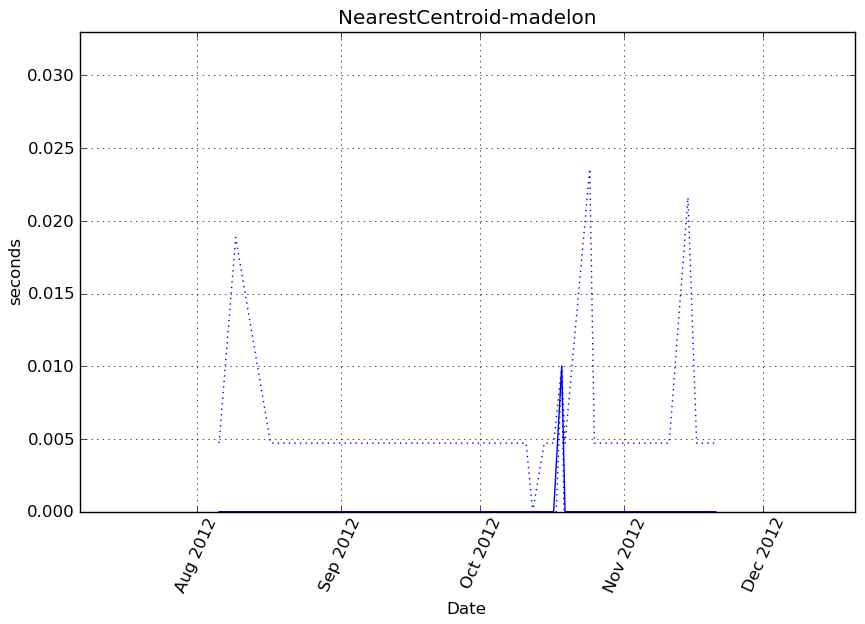 NearestCentroid-madelon
0.030
0.025
0.020
0.015
0.010
0.005
0.000
seconds
Aug 2012
Sep 2012
Oct 2012
Nov 2012
Dec 2012
Date